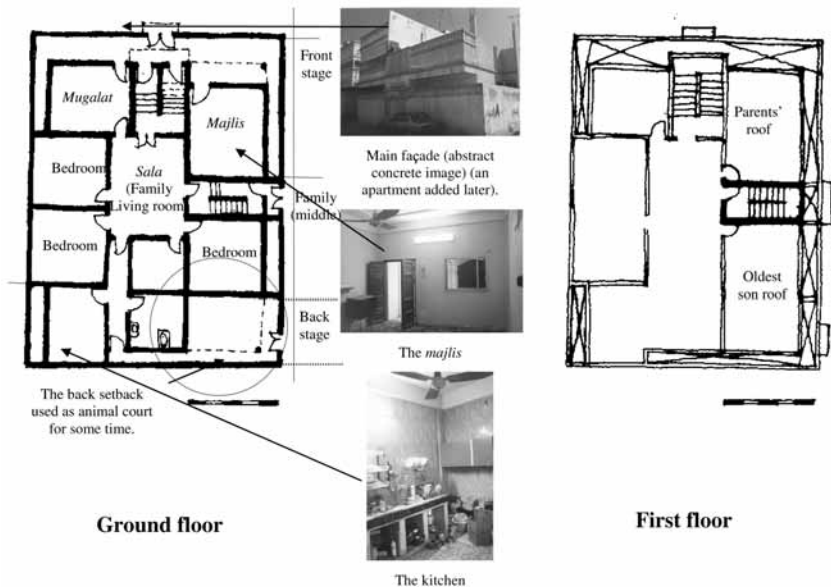 Front
stage
Mugalat
Majlis
Bedroom
Sala
(Family
Living room)
Family
(middle)
Bedroom
Bedroom
Back
stage
The back setback
used as animal court
for some time.
Ground floor
Main façade (abstract
concrete image) (an
apartment added later).
The majlis
The kitchen
Parents'
roof
Oldest
son roof
First floor